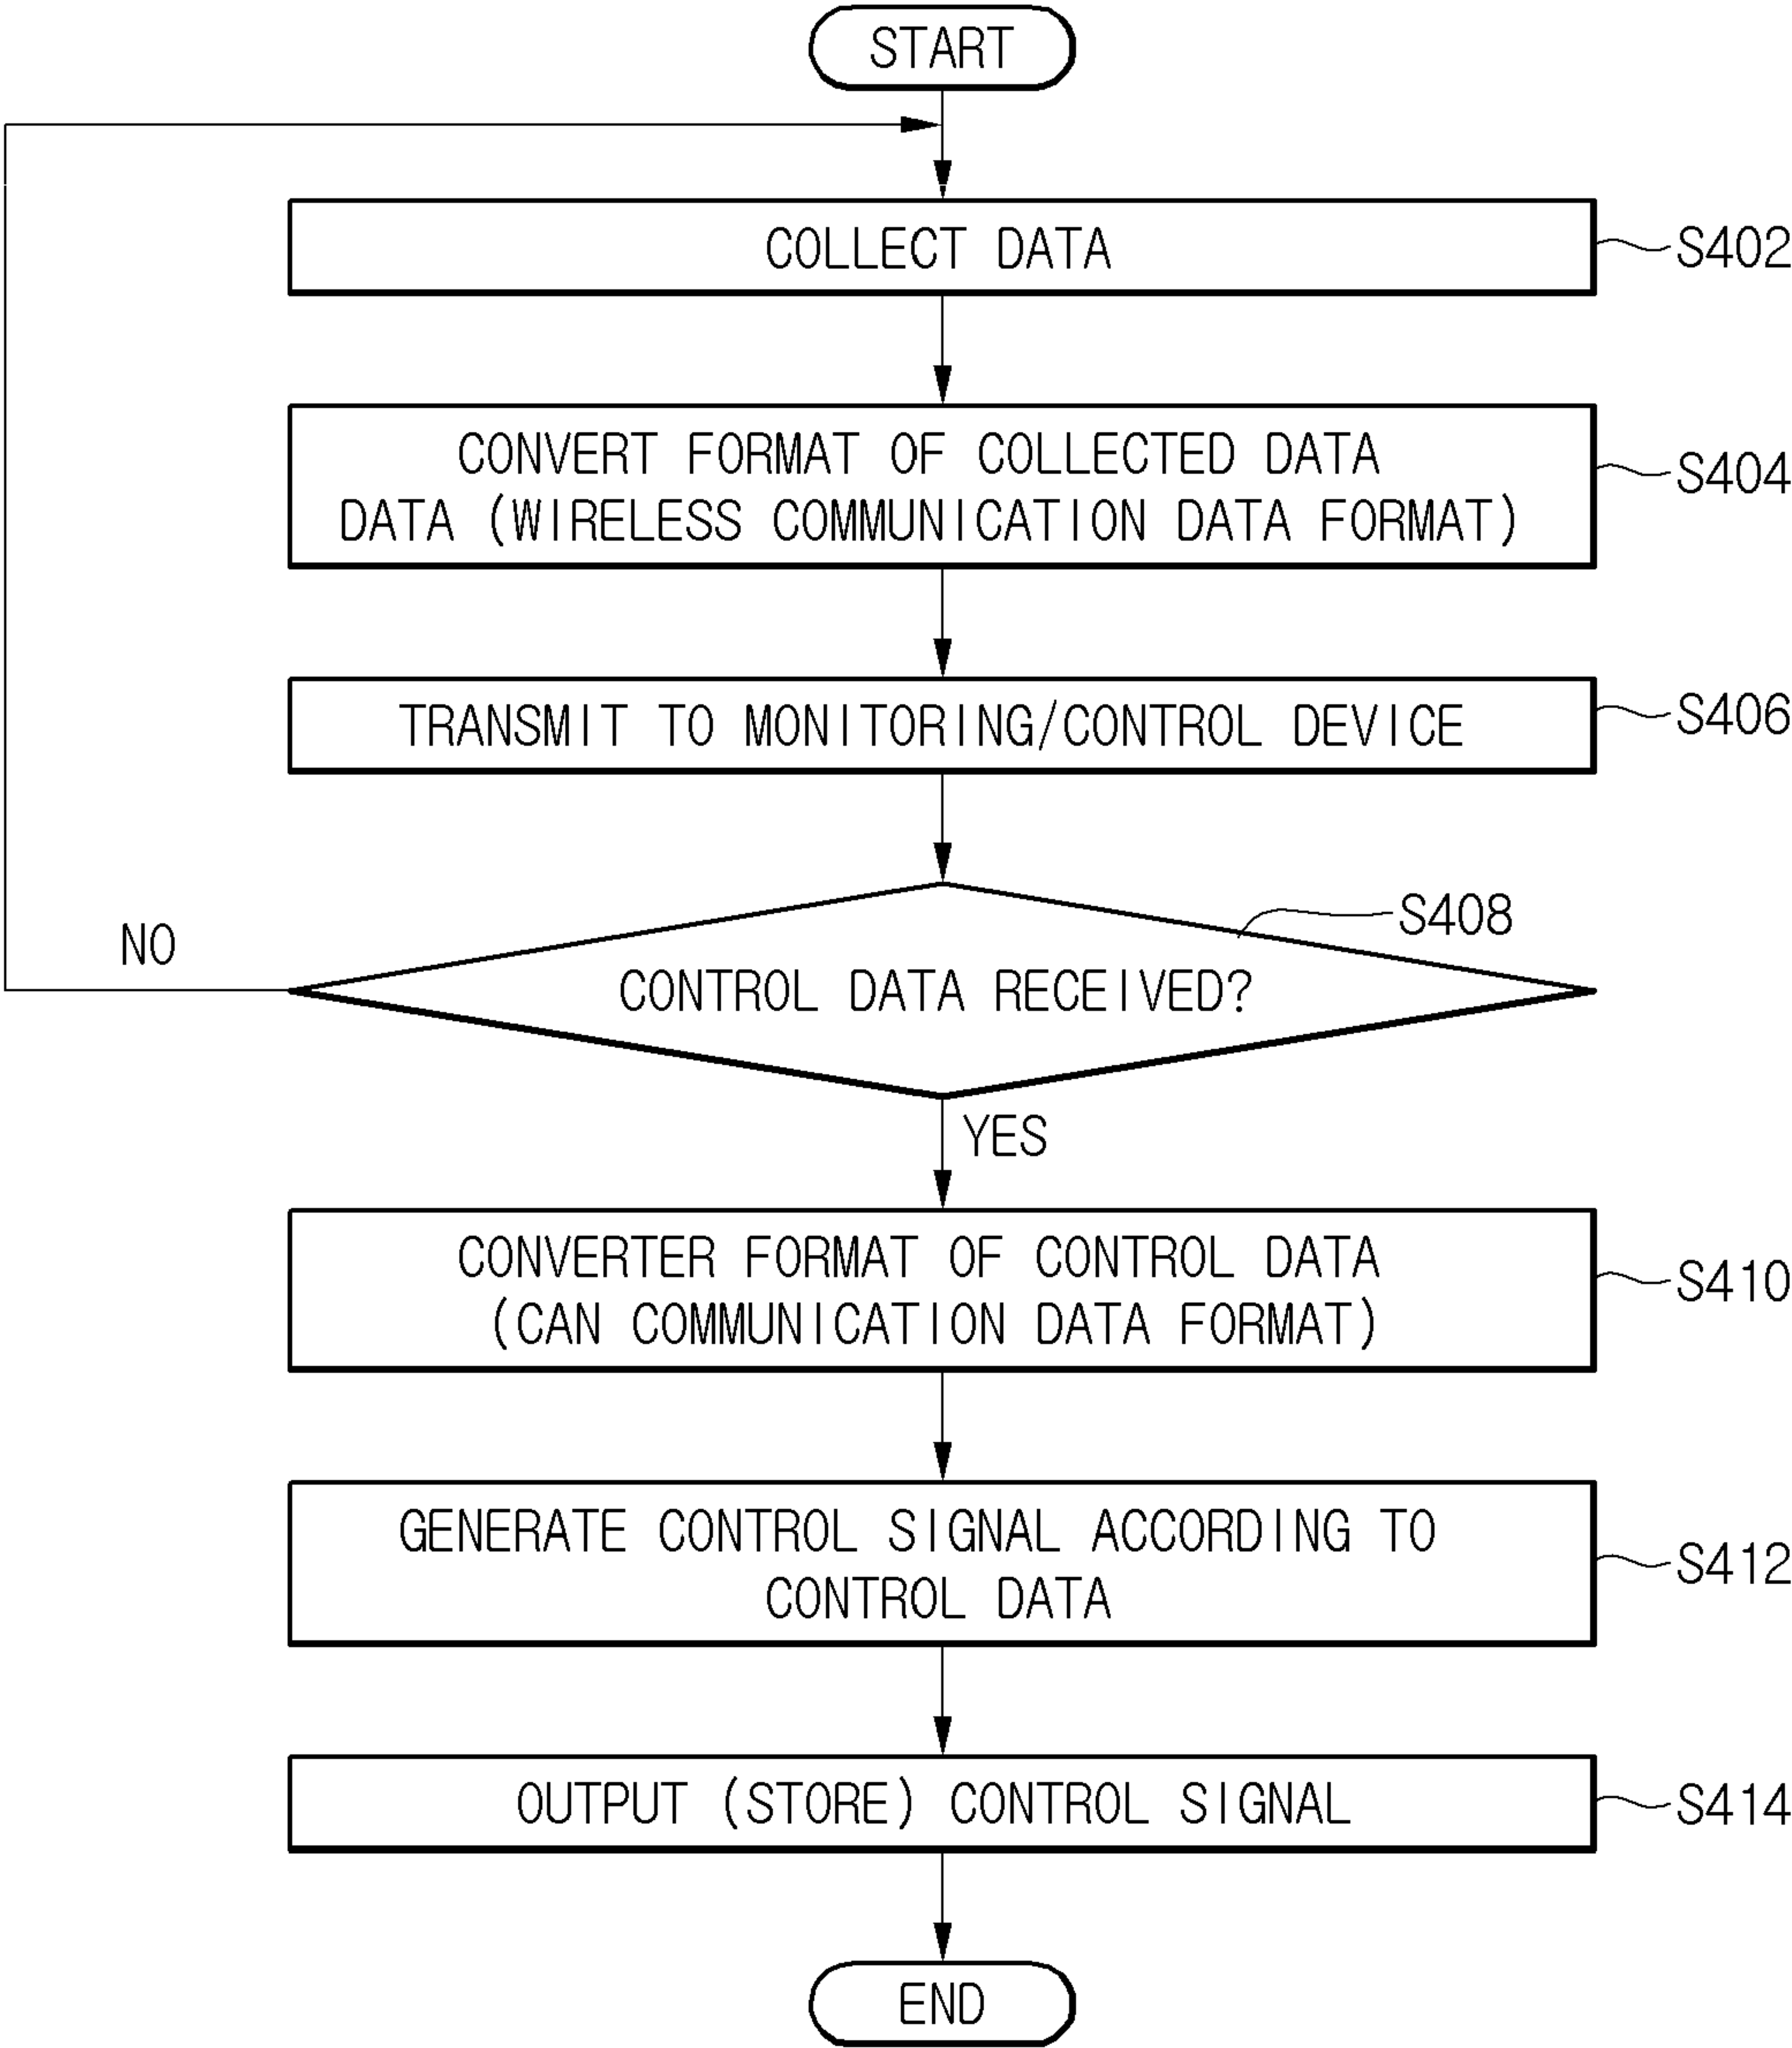 START
COLLECT DATA
S402
CONVERT FORMAT OF COLLECTED DATA
DATA (WIRELESS COMMUNICATION DATA FORMAT)
S404
TRANSMIT TO MONITORING/CONTROL DEVICE
S406
S408
NO
CONTROL DATA RECEIVED?
YES
CONVERTER FORMAT OF CONTROL DATA
(CAN COMMUNICATION DATA FORMAT)
S410
GENERATE CONTROL SIGNAL ACCORDING TO
CONTROL DATA
S412
OUTPUT (STORE) CONTROL SIGNAL
S414
END